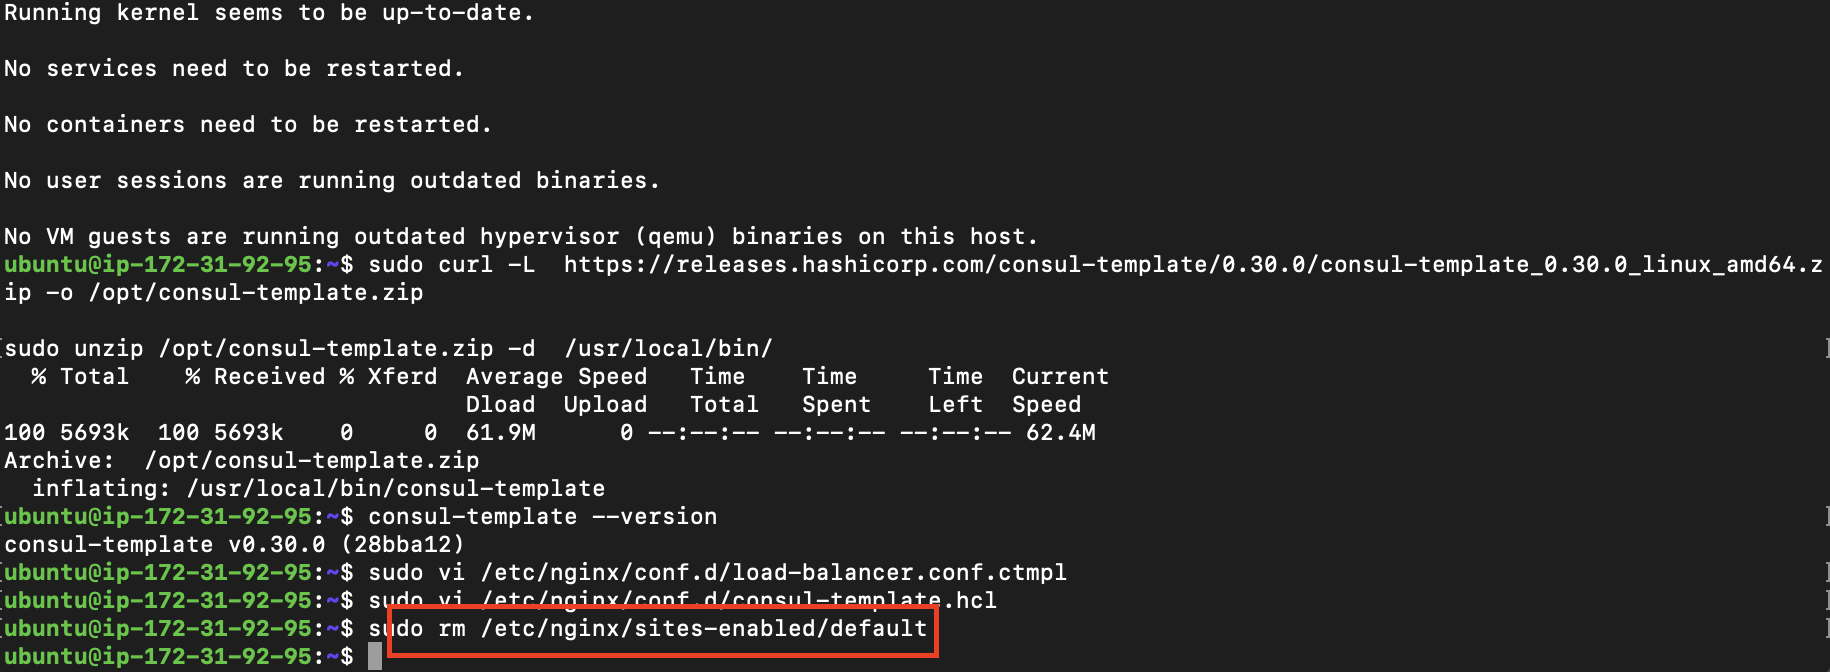 Running kernel seems to be up-to-date.
No services need to be restarted.
No containers need to be restarted.
No user sessions are running outdated binaries.
No VM guests are running outdated hypervisor (qemu) binaries on this host.
ubuntu@ip-172-31-92-95:~$ sudo curl -L  https://releases.hashicorp.com/consul-template/0.30.0/consul-template_0.30.0_linux_amd64.z
ip -o /opt/consul-template.zip
[sudo unzip /opt/consul-template.zip -d  /usr/local/bin/ ]
  % Total    % Received % Xferd  Average Speed   Time    Time     Time  Current
                                 Dload  Upload   Total   Spent    Left  Speed
100 5693k  100 5693k    0     0  61.9M      0 --:--:-- --:--:-- --:--:-- 62.4M
Archive:  /opt/consul-template.zip
  inflating: /usr/local/bin/consul-template
[ubuntu@ip-172-31-92-95:~$ consul-template --version ]
consul-template v0.30.0 (28bba12)
[ubuntu@ip-172-31-92-95:~$ sudo vi /etc/nginx/conf.d/load-balancer.conf.ctmpl ]
[ubuntu@ip-172-31-92-95:~$ sudo vi /etc/nginx/conf.d/consul-template.hcl ]
[ubuntu@ip-172-31-92-95:~$ sudo rm /etc/nginx/sites-enabled/default ]
ubuntu@ip-172-31-92-95:~$